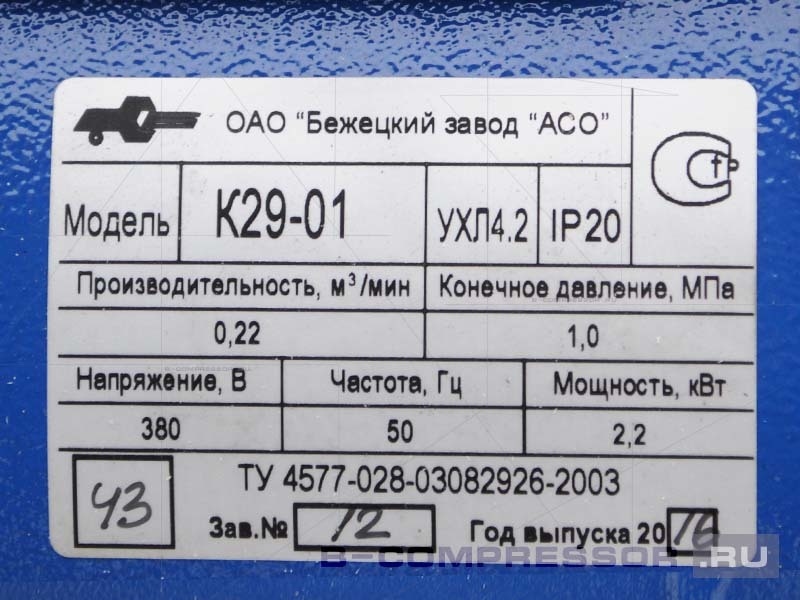 ОАО "Бежецкий завод "АСО"
Модель К29-01 УХЛ4.2 IP20
Производительность, м³/мин Конечное давление, МПа
0,22 1,0
Напряжение, В Частота, Гц Мощность, кВт
380 50 2,2
ТУ 4577-028-03082926-2003
43 Зав.№ 12 Год выпуска 2016
B-COMPRESSOR.RU